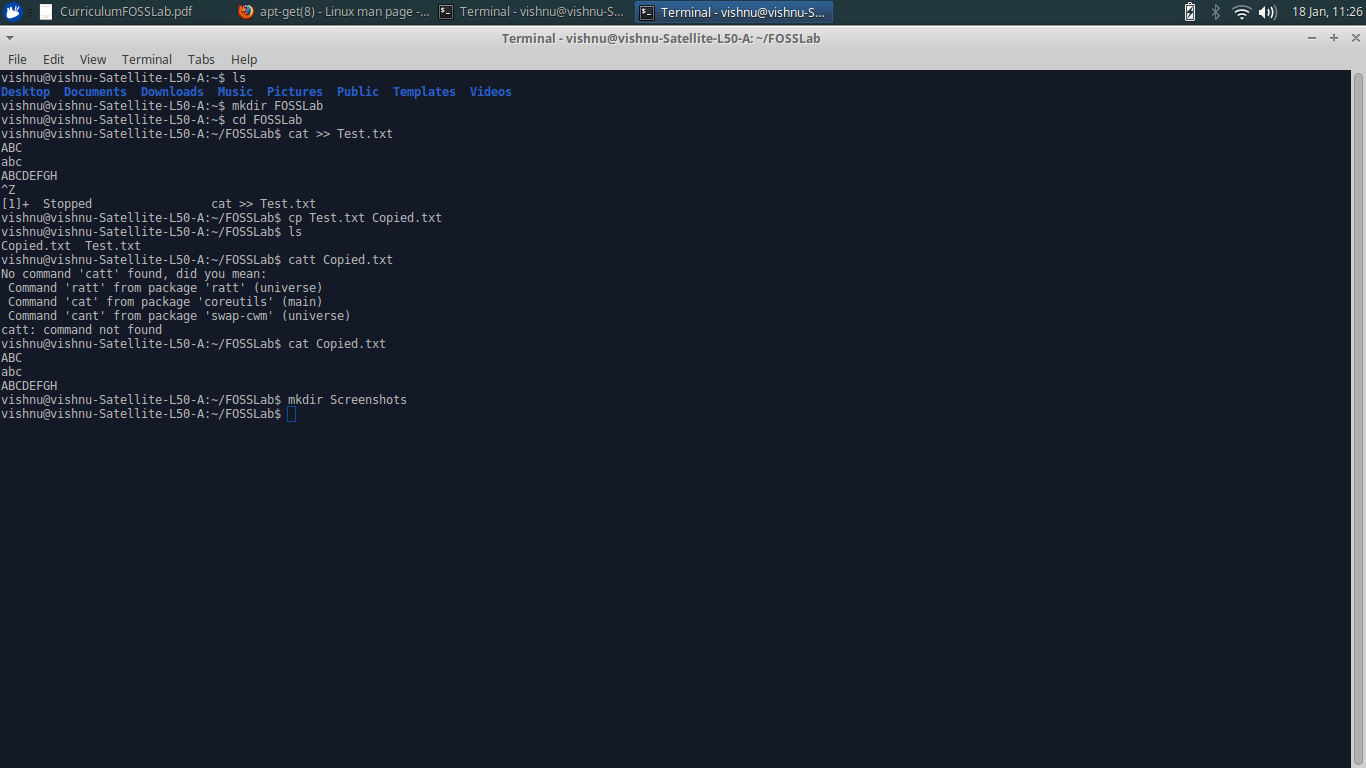 CurriculumFOSSLab.pdf
apt-get(8) - Linux man page -...
Terminal - vishnu@vishnu-S...
Terminal - vishnu@vishnu-S...
18 Jan, 11:26
Terminal - vishnu@vishnu-Satellite-L50-A: ~/FOSSLab
File Edit View Terminal Tabs Help
vishnu@vishnu-Satellite-L50-A:~$ ls
Desktop  Documents  Downloads  Music  Pictures  Public  Templates  Videos
vishnu@vishnu-Satellite-L50-A:~$ mkdir FOSSLab
vishnu@vishnu-Satellite-L50-A:~$ cd FOSSLab
vishnu@vishnu-Satellite-L50-A:~/FOSSLab$ cat >> Test.txt
ABC
abc
ABCDEFGH
^Z
[1]+  Stopped                 cat >> Test.txt
vishnu@vishnu-Satellite-L50-A:~/FOSSLab$ cp Test.txt Copied.txt
vishnu@vishnu-Satellite-L50-A:~/FOSSLab$ ls
Copied.txt  Test.txt
vishnu@vishnu-Satellite-L50-A:~/FOSSLab$ catt Copied.txt
No command 'catt' found, did you mean:
 Command 'ratt' from package 'ratt' (universe)
 Command 'cat' from package 'coreutils' (main)
 Command 'cant' from package 'swap-cwm' (universe)
catt: command not found
vishnu@vishnu-Satellite-L50-A:~/FOSSLab$ cat Copied.txt
ABC
abc
ABCDEFGH
vishnu@vishnu-Satellite-L50-A:~/FOSSLab$ mkdir Screenshots
vishnu@vishnu-Satellite-L50-A:~/FOSSLab$